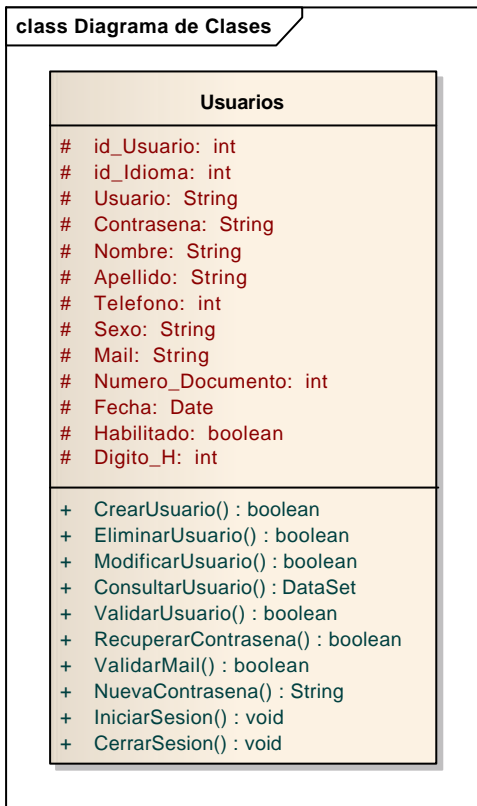 class Diagrama de Clases
Usuarios
# id_Usuario: int
# id_Idioma: int
# Usuario: String
# Contrasena: String
# Nombre: String
# Apellido: String
# Telefono: int
# Sexo: String
# Mail: String
# Numero_Documento: int
# Fecha: Date
# Habilitado: boolean
# Digito_H: int
+ CrearUsuario() : boolean
+ EliminarUsuario() : boolean
+ ModificarUsuario() : boolean
+ ConsultarUsuario() : DataSet
+ ValidarUsuario() : boolean
+ RecuperarContrasena() : boolean
+ ValidarMail() : boolean
+ NuevaContrasena() : String
+ IniciarSesion() : void
+ CerrarSesion() : void